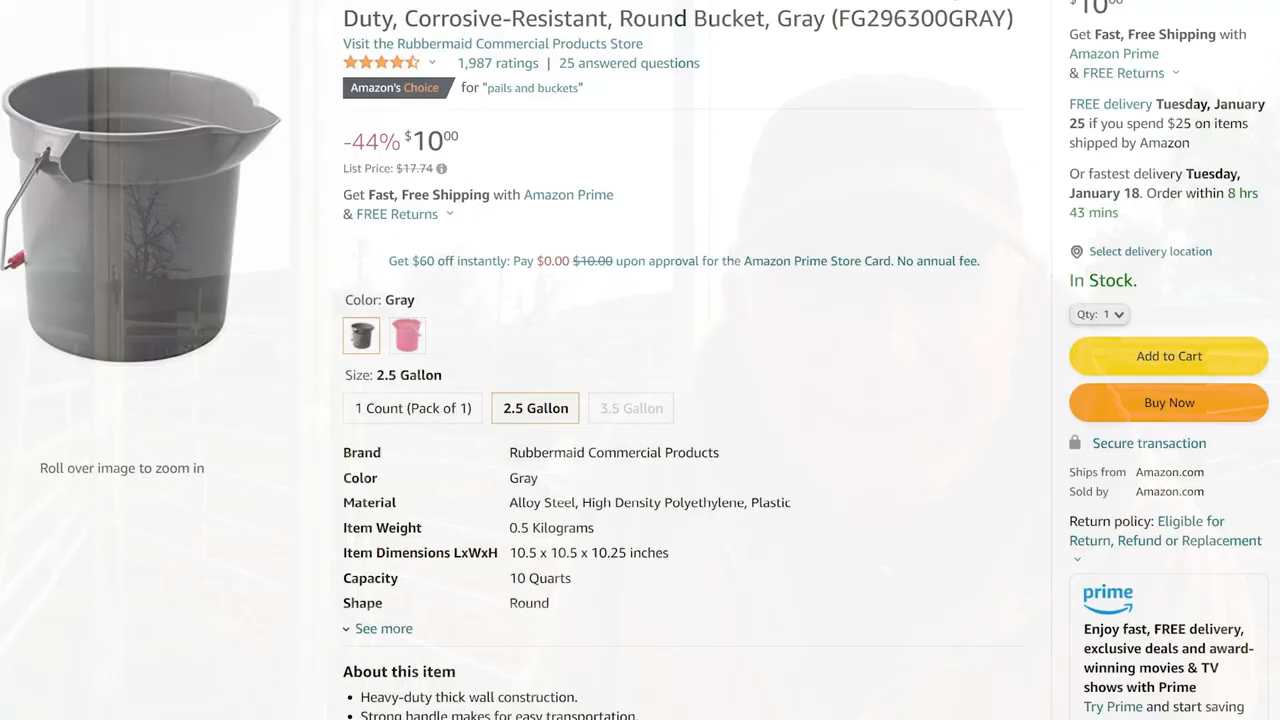 Duty, Corrosive-Resistant, Round Bucket, Gray (FG296300GRAY)
Visit the Rubbermaid Commercial Products Store
1,987 ratings | 25 answered questions
Amazon's Choice for "pails and buckets"
-44% $10 00
List Price: $17.74
Get Fast, Free Shipping with Amazon Prime
& FREE Returns
Get $60 off instantly: Pay $0.00 $10.00 upon approval for the Amazon Prime Store Card. No annual fee.
Color: Gray
Size: 2.5 Gallon
1 Count (Pack of 1) 2.5 Gallon 3.5 Gallon
Roll over image to zoom in
Brand Rubbermaid Commercial Products
Color Gray
Material Alloy Steel, High Density Polyethylene, Plastic
Item Weight 0.5 Kilograms
Item Dimensions LxWxH 10.5 x 10.5 x 10.25 inches
Capacity 10 Quarts
Shape Round
See more
About this item
• Heavy-duty thick wall construction.
• Strong handle makes for easy transportation.
$10 00
Get Fast, Free Shipping with
Amazon Prime
& FREE Returns
FREE delivery Tuesday, January
25 if you spend $25 on items
shipped by Amazon
Or fastest delivery Tuesday,
January 18. Order within 8 hrs
43 mins
Select delivery location
In Stock.
Qty: 1
Add to Cart
Buy Now
Secure transaction
Ships from Amazon.com
Sold by Amazon.com
Return policy: Eligible for
Return, Refund or Replacement
prime
Enjoy fast, FREE delivery,
exclusive deals and award-
winning movies & TV
shows with Prime
Try Prime and start saving